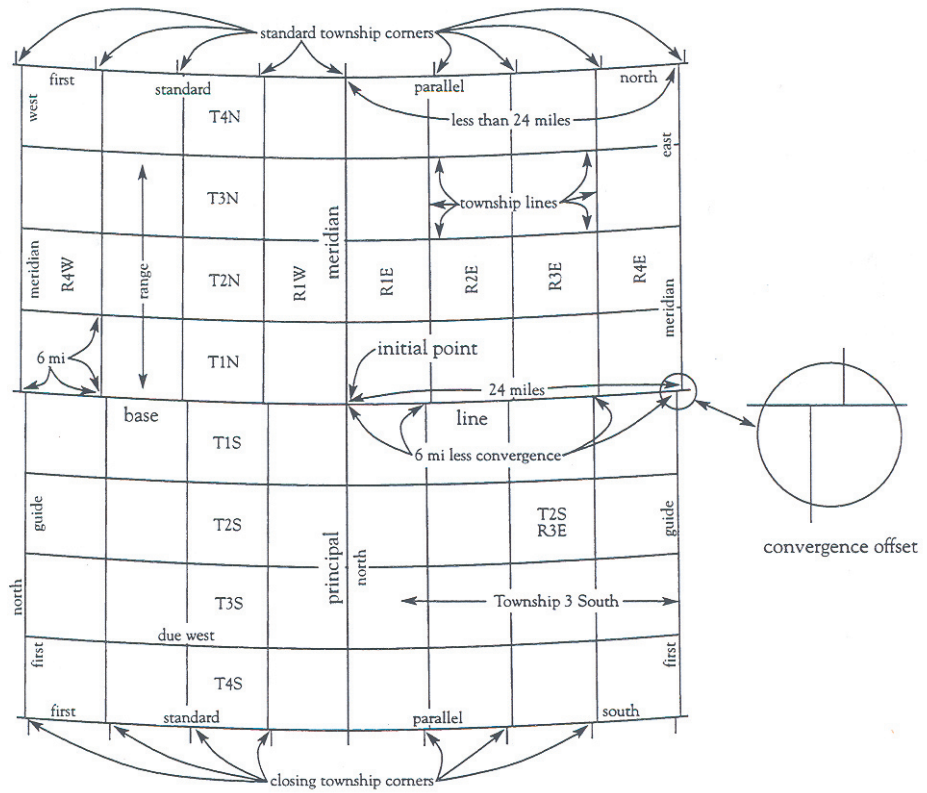 standard township corners
first
standard
parallel
north
west
T4N
less than 24 miles
east
T3N
township lines
meridian
R4W
range
T2N
R1W
meridian
R1E
R2E
R3E
R4E
meridian
6 mi
T1N
initial point
24 miles
base
line
T1S
6 mi less convergence
guide
T2S
T2S
R3E
guide
convergence offset
principal
north
north
T3S
Township 3 South
due west
first
T4S
first
first
standard
parallel
south
closing township corners